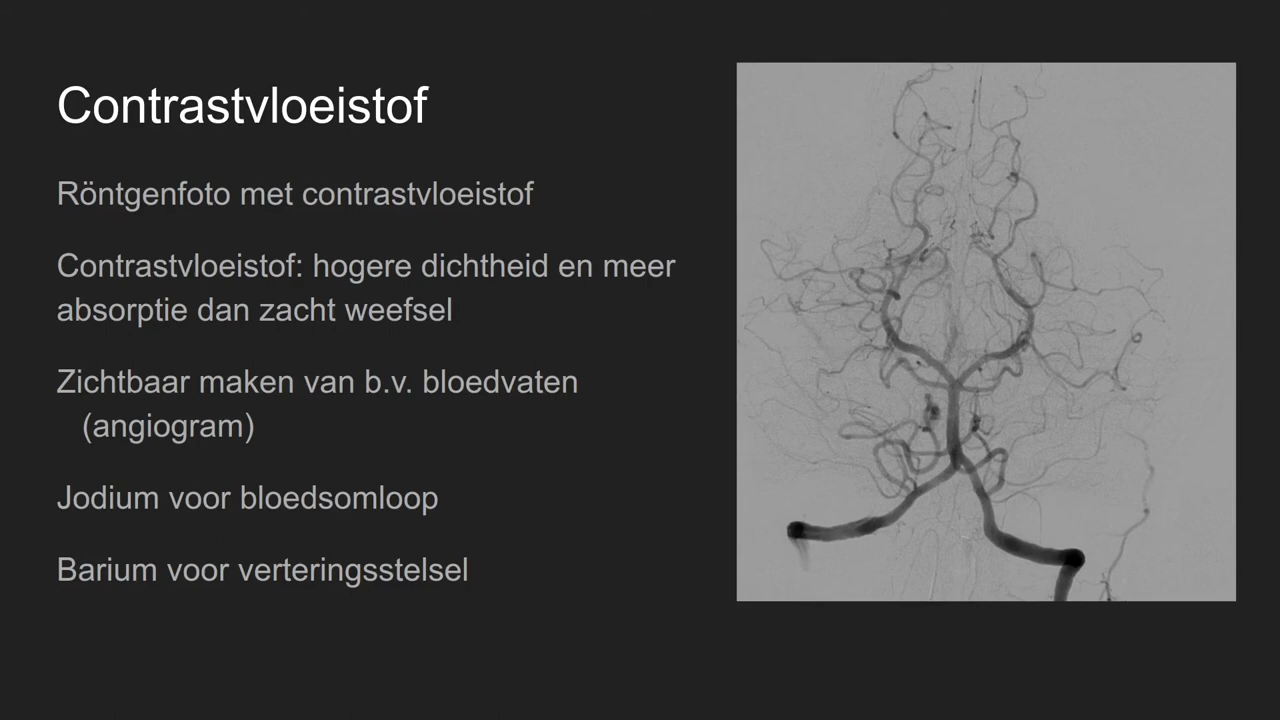 Contrastvloeistof
Röntgenfoto met contrastvloeistof
Contrastvloeistof: hogere dichtheid en meer
absorptie dan zacht weefsel
Zichtbaar maken van b.v. bloedvaten
(angiogram)
Jodium voor bloedsomloop
Barium voor verteringsstelsel